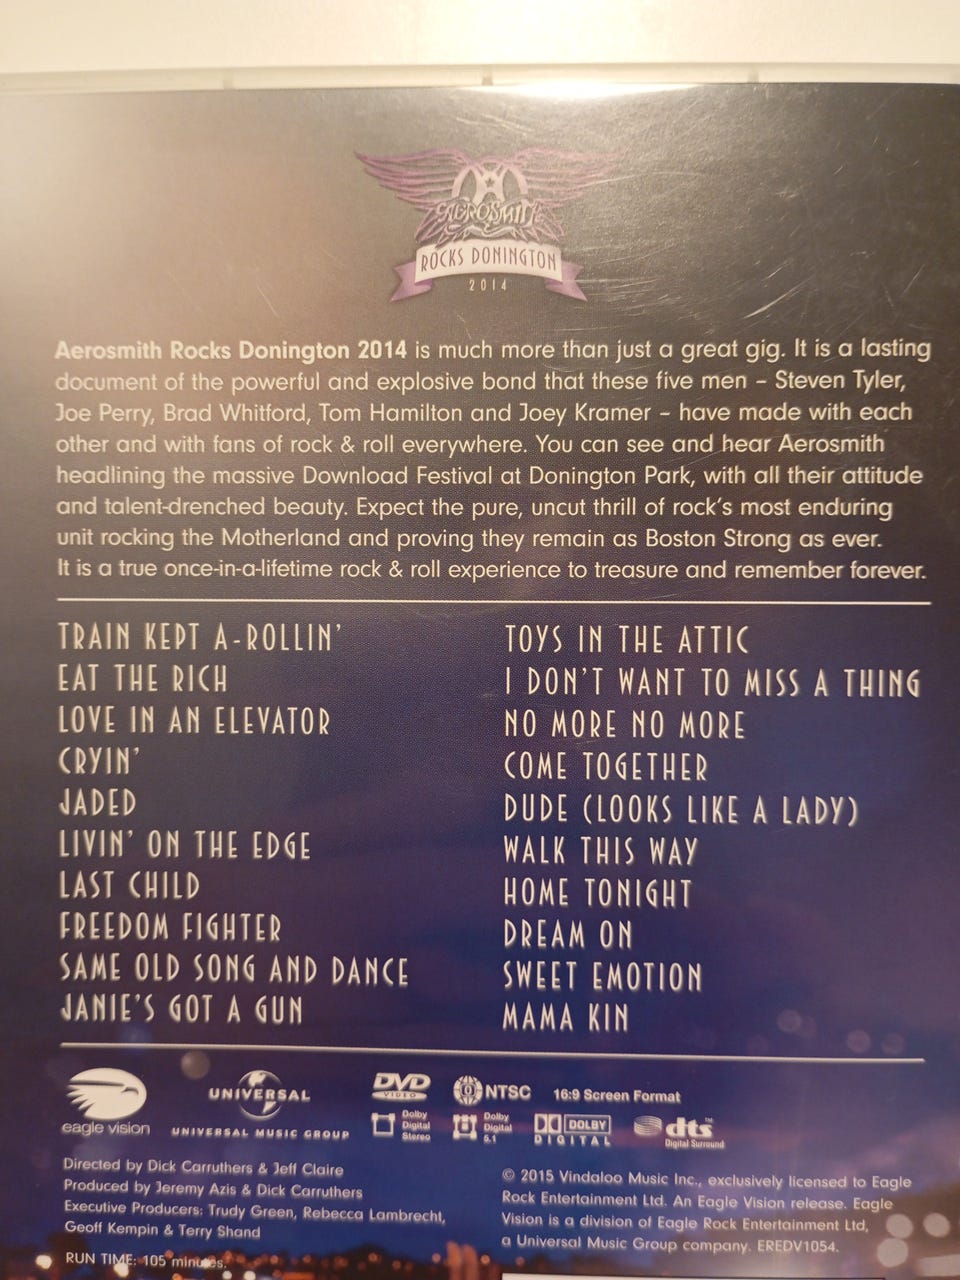 AEROSMITH
ROCKS DONINGTON
2014
Aerosmith Rocks Donington 2014 is much more than just a great gig. It is a lasting
document of the powerful and explosive bond that these five men – Steven Tyler,
Joe Perry, Brad Whitford, Tom Hamilton and Joey Kramer – have made with each
other and with fans of rock & roll everywhere. You can see and hear Aerosmith
headlining the massive Download Festival at Donington Park, with all their attitude
and talent-drenched beauty. Expect the pure, uncut thrill of rock's most enduring
unit rocking the Motherland and proving they remain as Boston Strong as ever.
It is a true once-in-a-lifetime rock & roll experience to treasure and remember forever.
TRAIN KEPT A-ROLLIN'
EAT THE RICH
LOVE IN AN ELEVATOR
CRYIN'
JADED
LIVIN' ON THE EDGE
LAST CHILD
FREEDOM FIGHTER
SAME OLD SONG AND DANCE
JANIE'S GOT A GUN
TOYS IN THE ATTIC
I DON'T WANT TO MISS A THING
NO MORE NO MORE
COME TOGETHER
DUDE (LOOKS LIKE A LADY)
WALK THIS WAY
HOME TONIGHT
DREAM ON
SWEET EMOTION
MAMA KIN
eagle vision
UNIVERSAL
UNIVERSAL MUSIC GROUP
DVD
VIDEO
NTSC
16:9 Screen Format
Dolby
Digital
Stereo
Dolby
Digital
5.1
DOLBY
DIGITAL
dts
Digital Surround
Directed by Dick Carruthers & Jeff Claire
Produced by Jeremy Azis & Dick Carruthers
Executive Producers: Trudy Green, Rebecca Lambrecht,
Geoff Kempin & Terry Shand
RUN TIME: 105 minutes.
© 2015 Vindaloo Music Inc., exclusively licensed to Eagle
Rock Entertainment Ltd. An Eagle Vision release. Eagle
Vision is a division of Eagle Rock Entertainment Ltd,
a Universal Music Group company. EREDV1054.